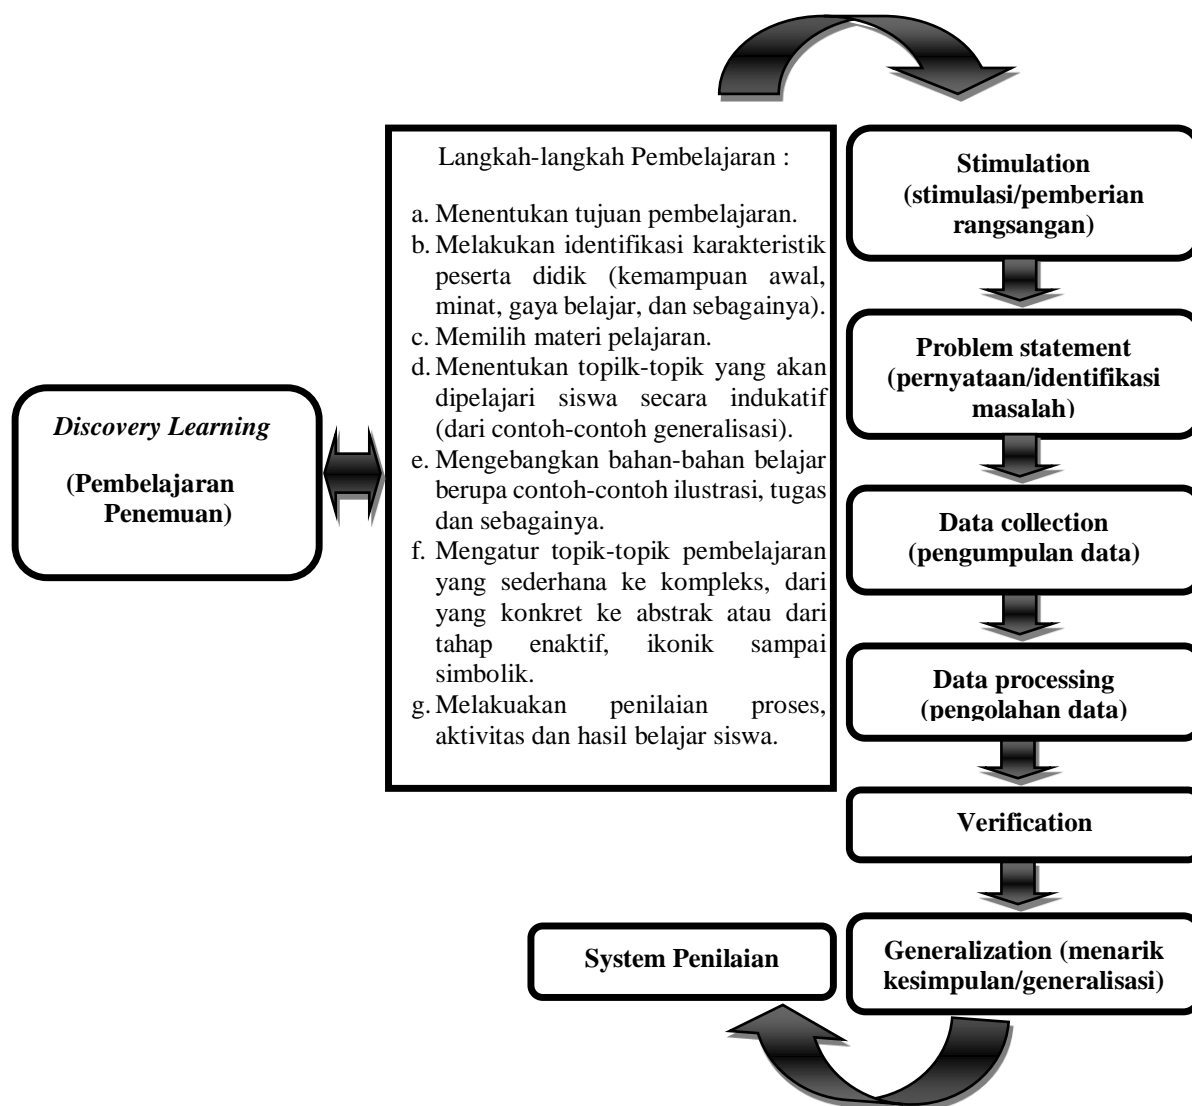 Discovery Learning
(Pembelajaran
Penemuan)
Langkah-langkah Pembelajaran :
a. Menentukan tujuan pembelajaran.
b. Melakukan identifikasi karakteristik
peserta didik (kemampuan awal,
minat, gaya belajar, dan sebagainya).
c. Memilih materi pelajaran.
d. Menentukan topilk-topik yang akan
dipelajari siswa secara indukatif
(dari contoh-contoh generalisasi).
e. Mengebangkan bahan-bahan belajar
berupa contoh-contoh ilustrasi, tugas
dan sebagainya.
f. Mengatur topik-topik pembelajaran
yang sederhana ke kompleks, dari
yang konkret ke abstrak atau dari
tahap enaktif, ikonik sampai
simbolik.
g. Melakuakan penilaian proses,
aktivitas dan hasil belajar siswa.
Stimulation
(stimulasi/pemberian
rangsangan)
Problem statement
(pernyataan/identifikasi
masalah)
Data collection
(pengumpulan data)
Data processing
(pengolahan data)
Verification
Generalization (menarik
kesimpulan/generalisasi)
System Penilaian